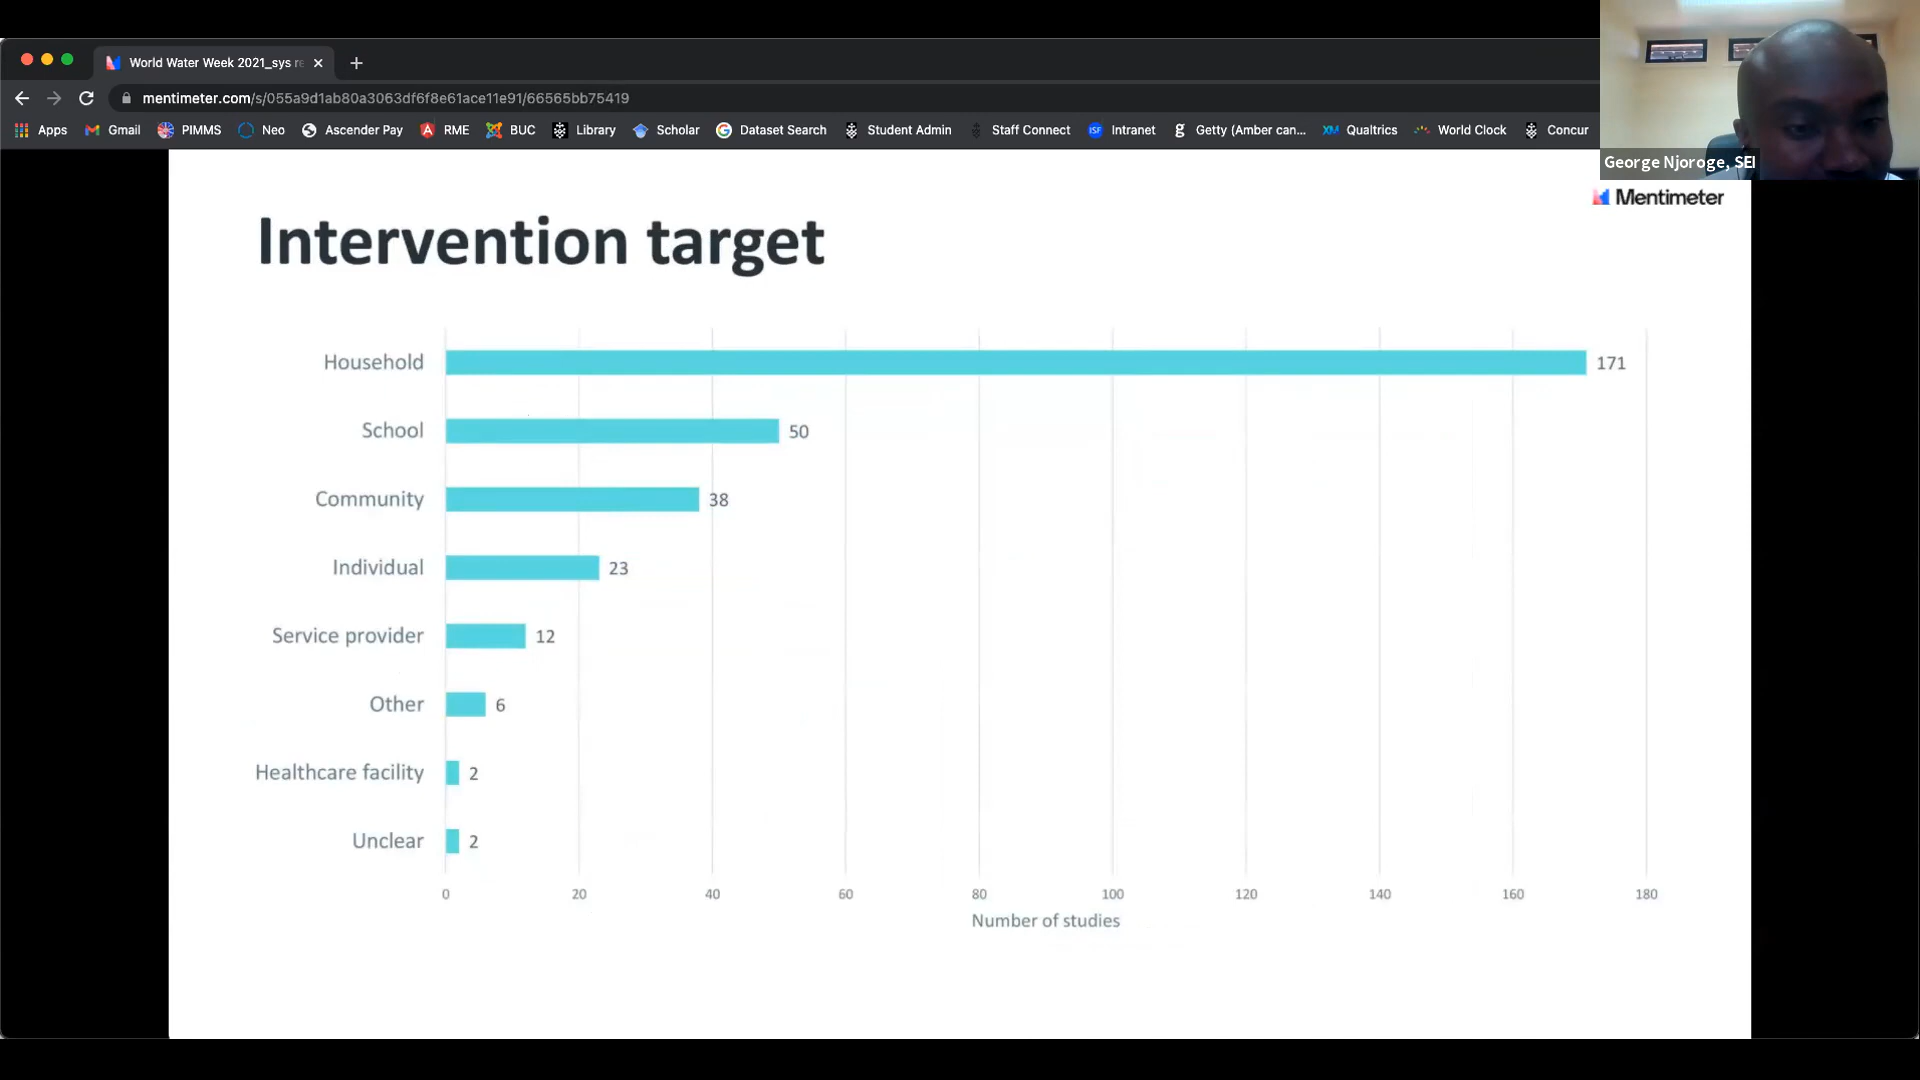 World Water Week 2021_sys re
mentimeter.com/s/055a9d1ab80a3063df6f8e61ace11e91/66565bb75419
Apps Gmail PIMMS Neo Ascender Pay RME BUC Library Scholar Dataset Search Student Admin Staff Connect Intranet Getty (Amber can... Qualtrics World Clock Concur
George Njoroge, SEI
Mentimeter
Intervention target
Household 171
School 50
Community 38
Individual 23
Service provider 12
Other 6
Healthcare facility 2
Unclear 2
0 20 40 60 80 100 120 140 160 180
Number of studies